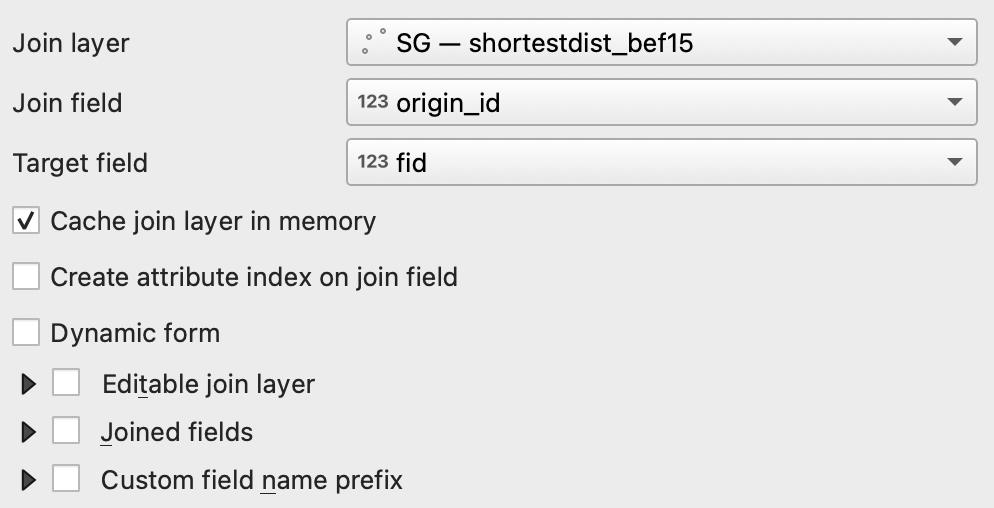 Join layer SG — shortestdist_bef15
Join field 123 origin_id
Target field 123 fid
Cache join layer in memory
Create attribute index on join field
Dynamic form
Editable join layer
Joined fields
Custom field name prefix